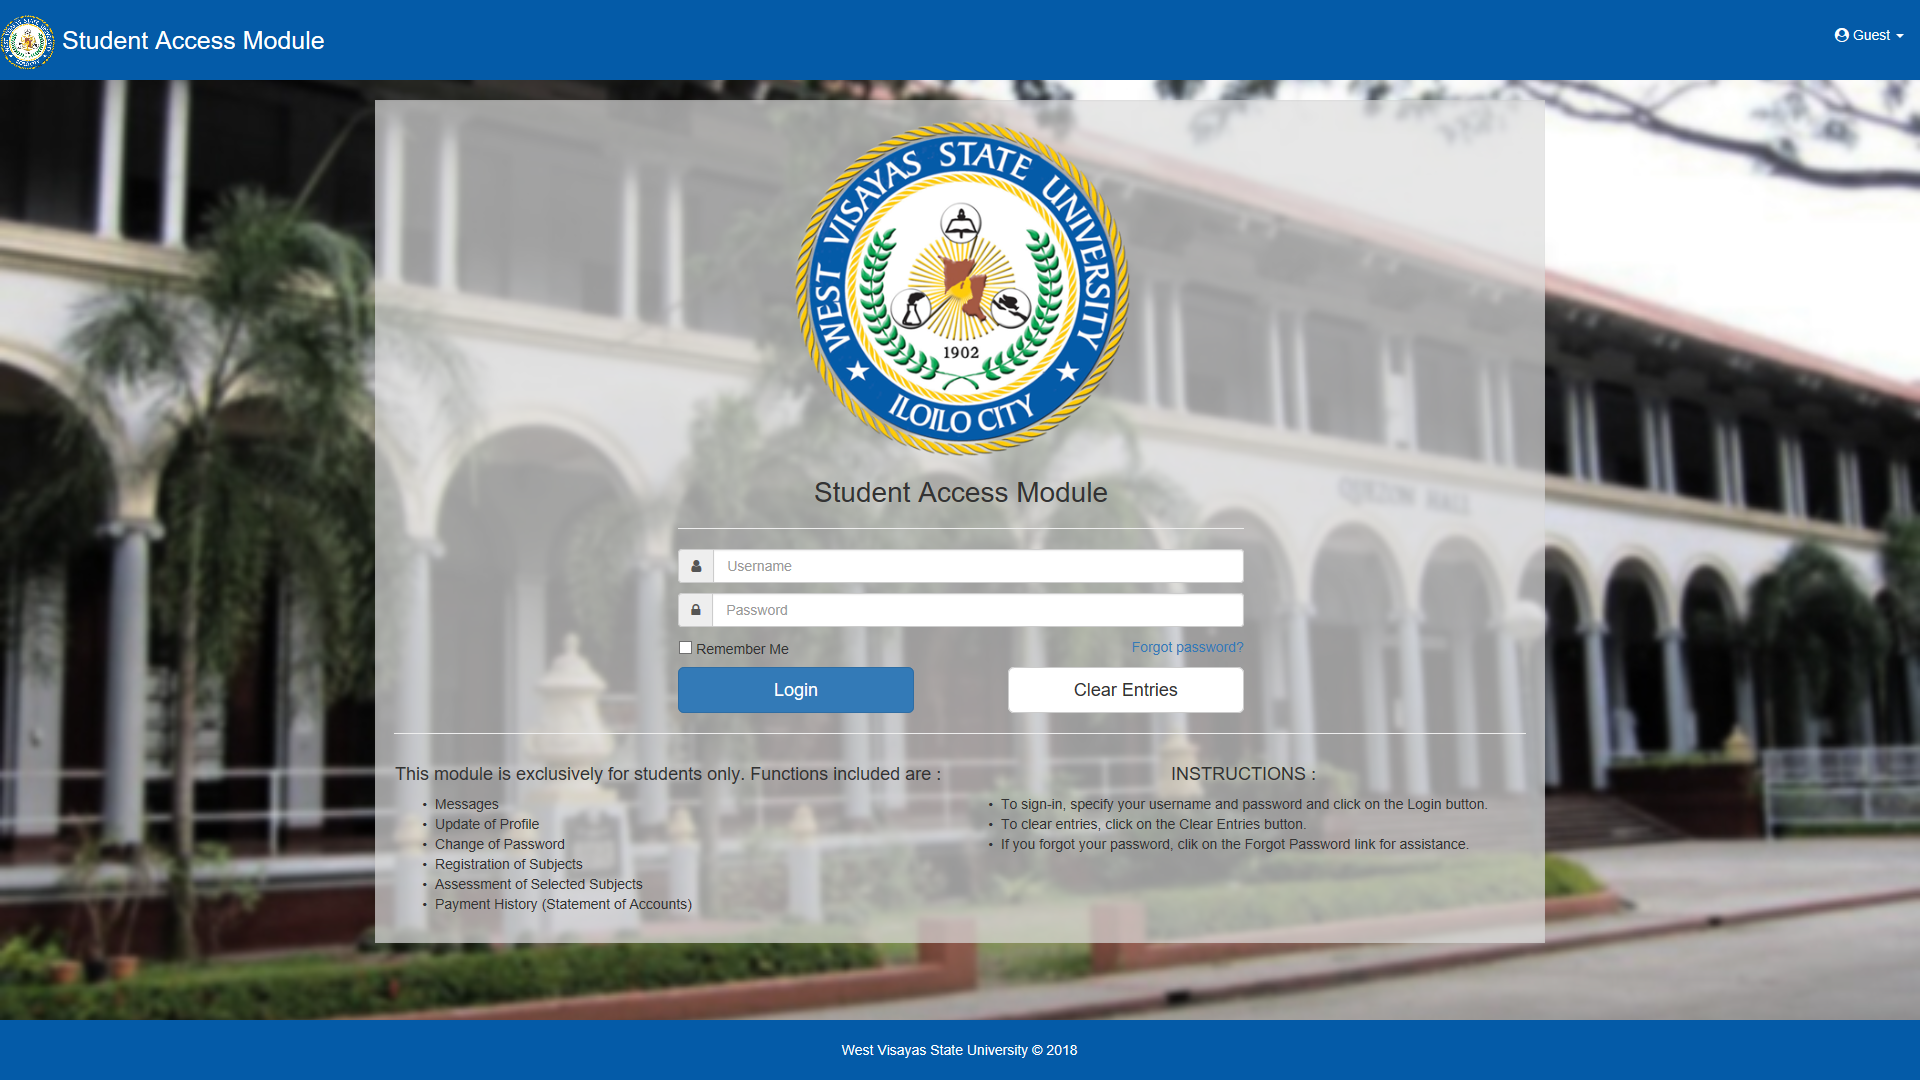 Student Access Module
Guest
WEST VISAYAS STATE UNIVERSITY
1902
ILOILO CITY
Student Access Module
QUEZON HALL
Username
Password
Remember Me
Forgot password?
Login
Clear Entries
This module is exclusively for students only. Functions included are :
• Messages
• Update of Profile
• Change of Password
• Registration of Subjects
• Assessment of Selected Subjects
• Payment History (Statement of Accounts)
INSTRUCTIONS :
• To sign-in, specify your username and password and click on the Login button.
• To clear entries, click on the Clear Entries button.
• If you forgot your password, clik on the Forgot Password link for assistance.
West Visayas State University © 2018